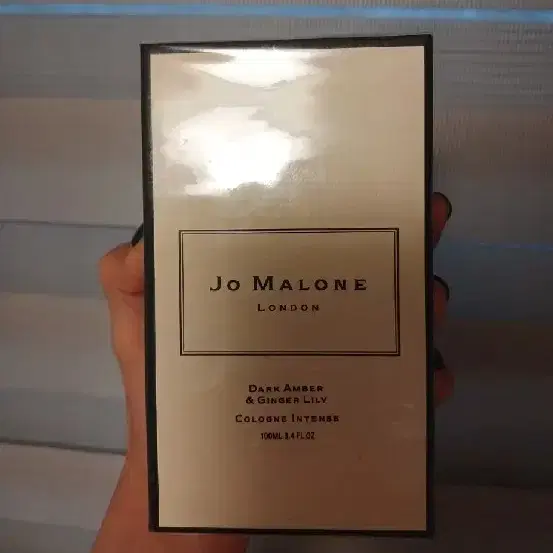 Jo Malone
London
Dark Amber
& Ginger Lily
Cologne Intense
100ML 3.4 FL.OZ